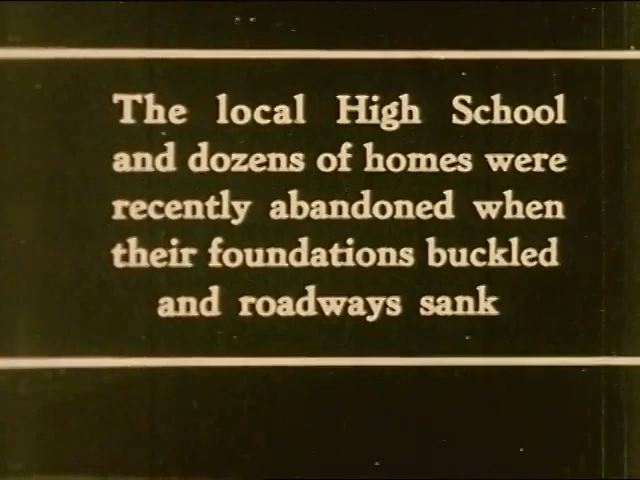 The local High School
and dozens of homes were
recently abandoned when
their foundations buckled
and roadways sank